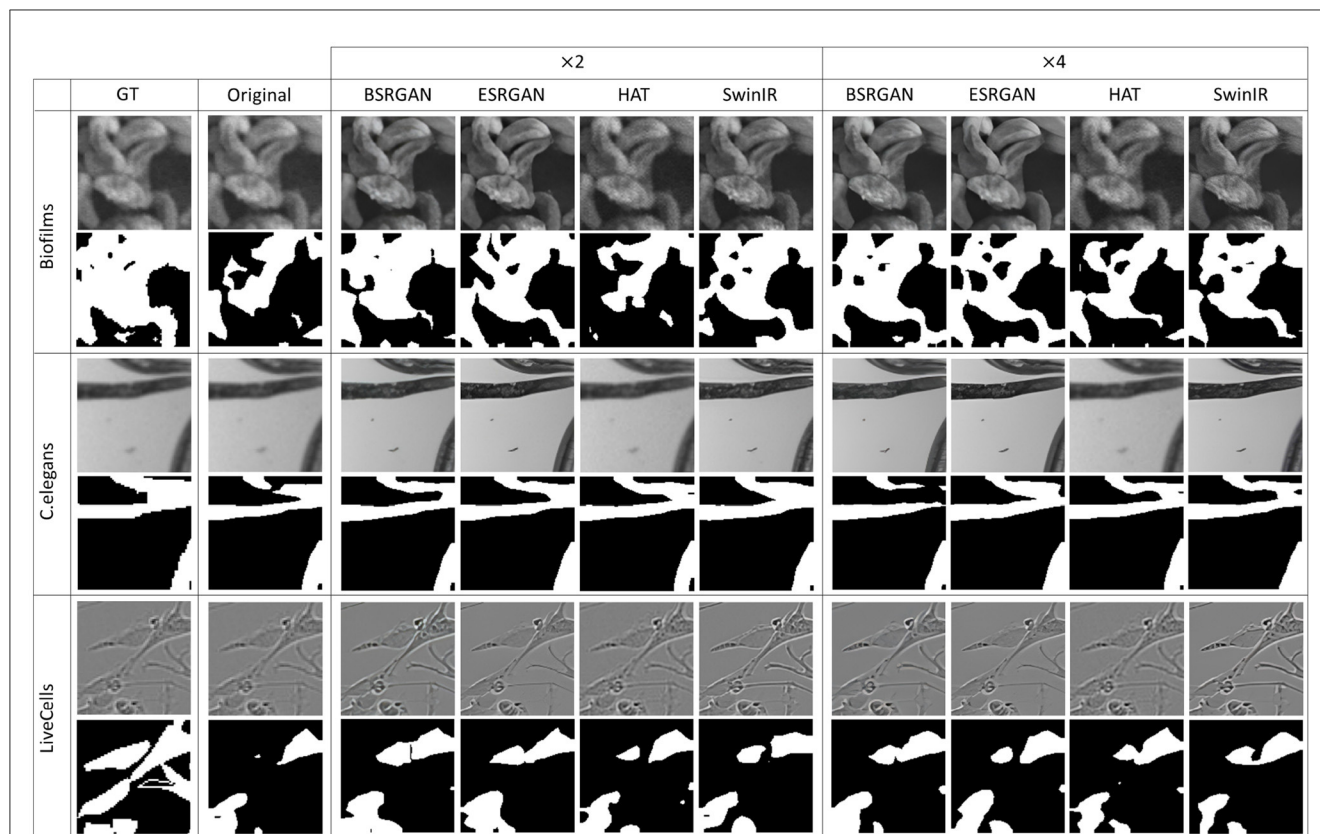 ×2 ×4
GT Original BSRGAN ESRGAN HAT SwinIR BSRGAN ESRGAN HAT SwinIR
Biofilms
C.elegans
LiveCells